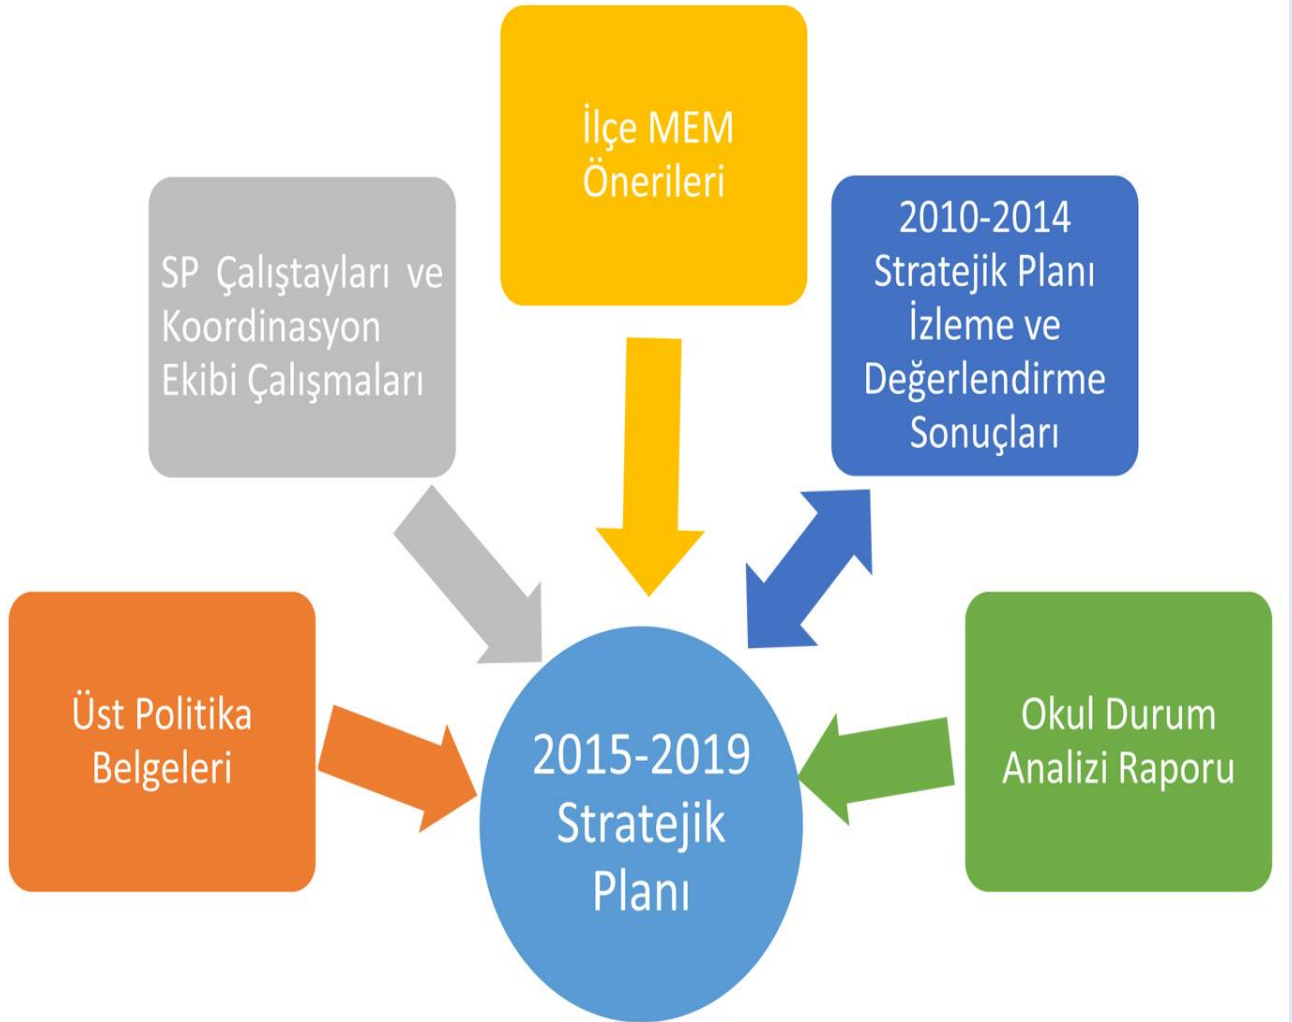 İlçe MEM
Önerileri
SP Çalıştayları ve
Koordinasyon
Ekibi Çalışmaları
2010-2014
Stratejik Planı
İzleme ve
Değerlendirme
Sonuçları
Üst Politika
Belgeleri
2015-2019
Stratejik
Planı
Okul Durum
Analizi Raporu